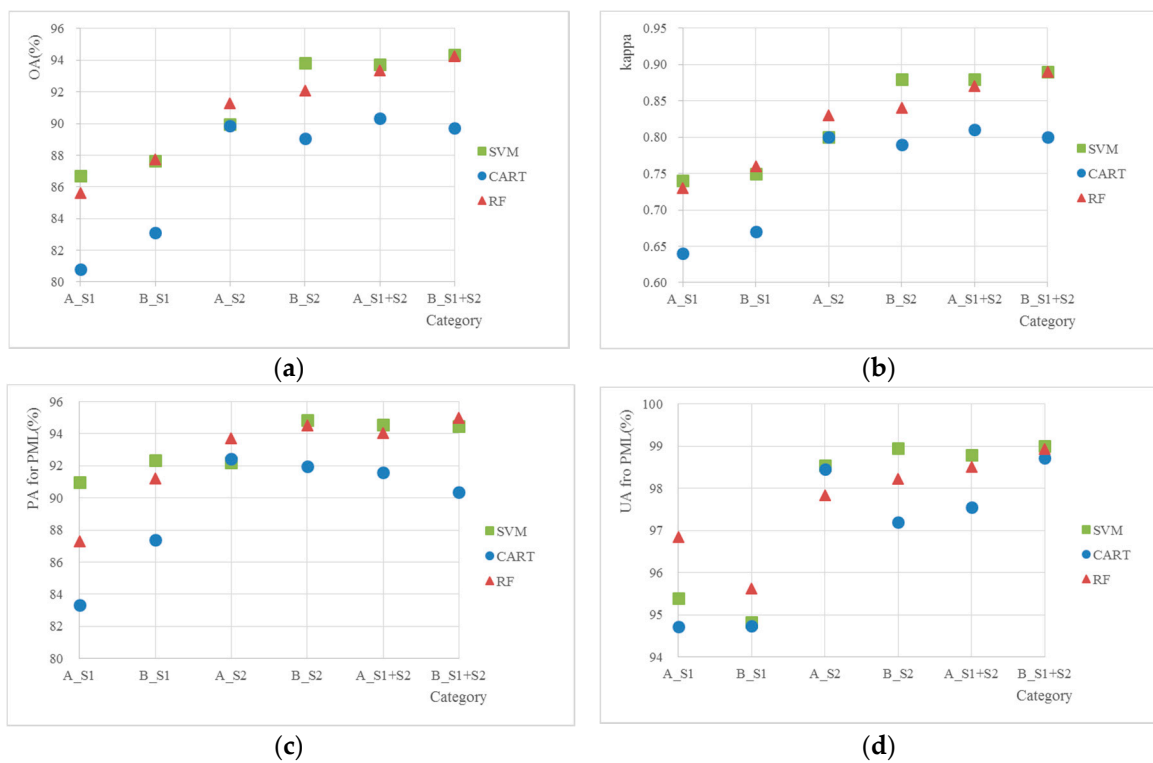 OA(%)
96
94
92
90
88
86
84
82
80
A_S1
B_S1
A_S2
B_S2
A_S1+S2
B_S1+S2
Category
SVM
CART
RF
(a)
kappa
0.95
0.90
0.85
0.80
0.75
0.70
0.65
0.60
A_S1
B_S1
A_S2
B_S2
A_S1+S2
B_S1+S2
Category
SVM
CART
RF
(b)
PA for PML(%)
96
94
92
90
88
86
84
82
80
A_S1
B_S1
A_S2
B_S2
A_S1+S2
B_S1+S2
Category
SVM
CART
RF
(c)
UA fro PML(%)
100
99
98
97
96
95
94
A_S1
B_S1
A_S2
B_S2
A_S1+S2
B_S1+S2
Category
SVM
CART
RF
(d)